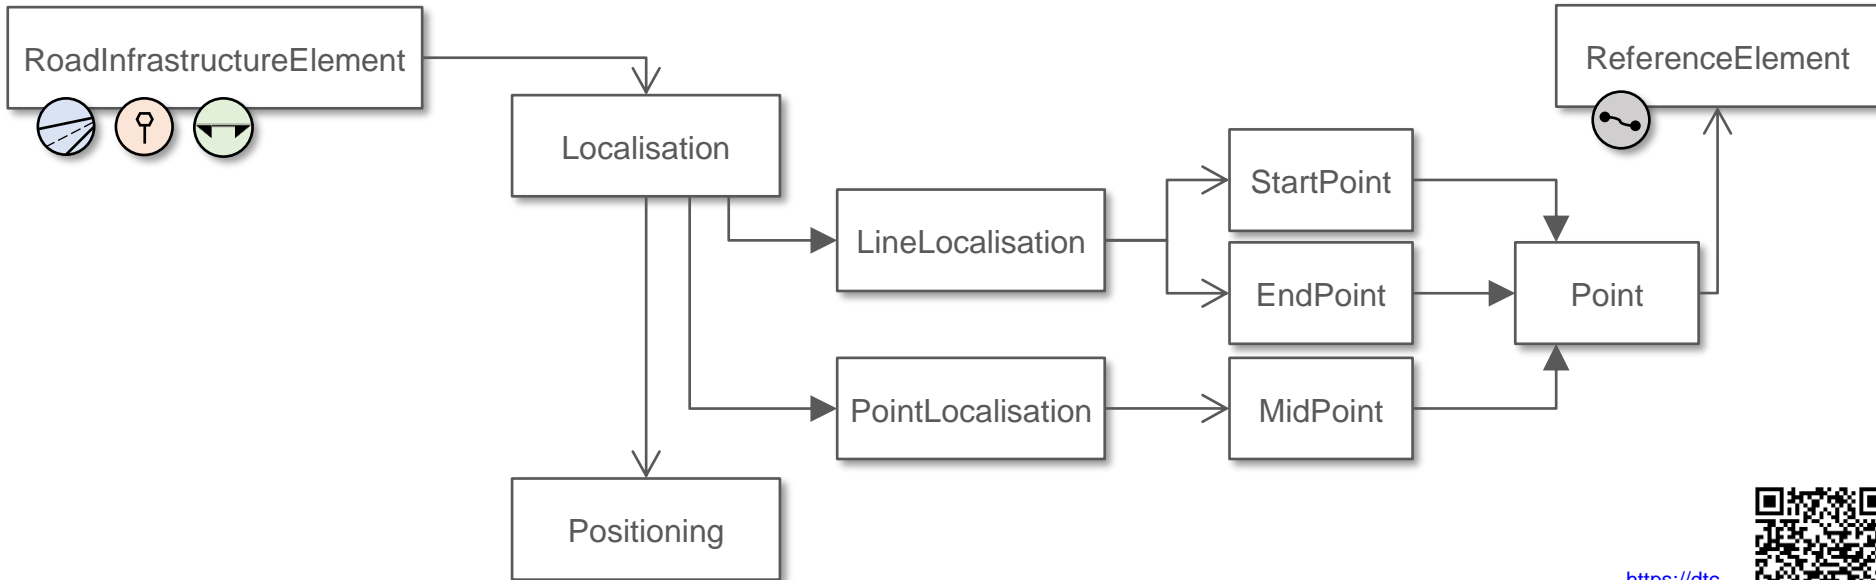 RoadInfrastructureElement
ReferenceElement
Localisation
StartPoint
LineLocalisation
EndPoint
Point
PointLocalisation
MidPoint
Positioning
https://dtc